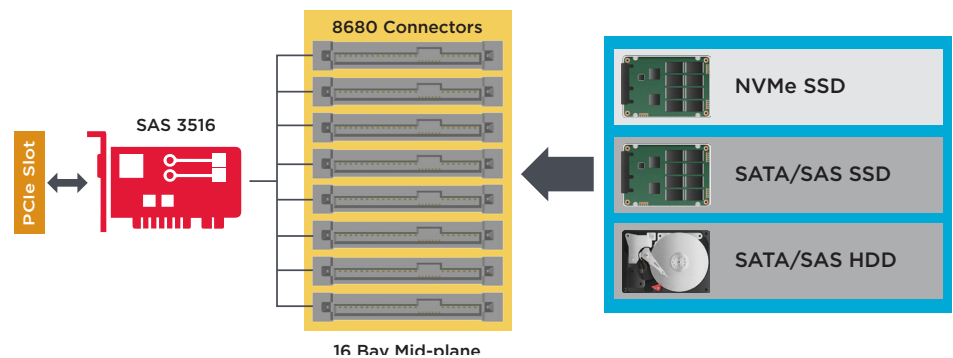 8680 Connectors
SAS 3516
PCIe Slot
NVMe SSD
SATA/SAS SSD
SATA/SAS HDD
16 Bay Mid-plane